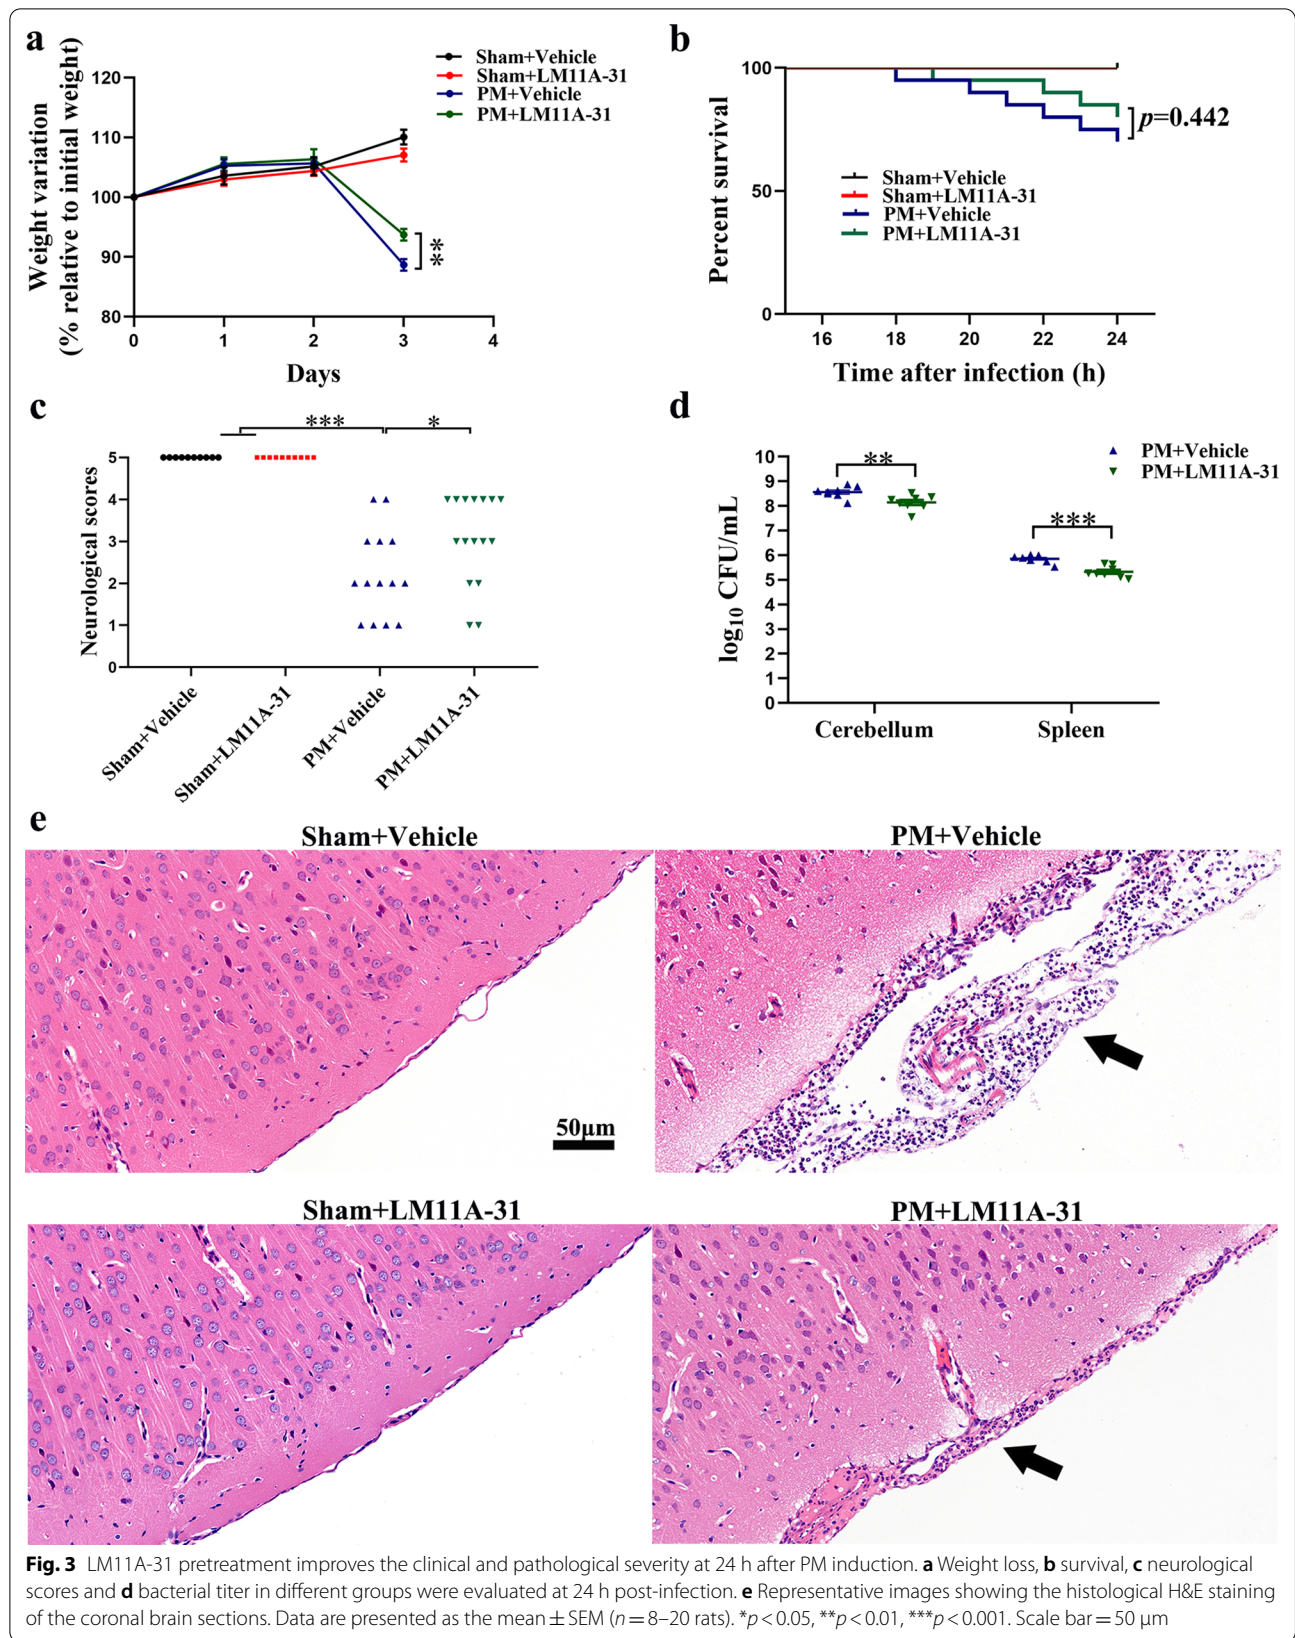 a
Weight variation
(% relative to initial weight)
120
110
100
90
80
0
1
2
3
4
Days
Sham+Vehicle
Sham+LM11A-31
PM+Vehicle
PM+LM11A-31
**
b
Percent survival
100
50
0
16
18
20
22
24
Time after infection (h)
p=0.442
Sham+Vehicle
Sham+LM11A-31
PM+Vehicle
PM+LM11A-31
c
Neurological scores
5
4
3
2
1
0
***
*
Sham+Vehicle
Sham+LM11A-31
PM+Vehicle
PM+LM11A-31
d
log10 CFU/mL
10
9
8
7
6
5
4
3
2
1
0
**
***
Cerebellum
Spleen
PM+Vehicle
PM+LM11A-31
e
Sham+Vehicle
PM+Vehicle
50μm
Sham+LM11A-31
PM+LM11A-31
Fig. 3 LM11A-31 pretreatment improves the clinical and pathological severity at 24 h after PM induction. a Weight loss, b survival, c neurological
scores and d bacterial titer in different groups were evaluated at 24 h post-infection. e Representative images showing the histological H&E staining
of the coronal brain sections. Data are presented as the mean ± SEM (n = 8–20 rats). *p < 0.05, **p < 0.01, ***p < 0.001. Scale bar = 50 μm